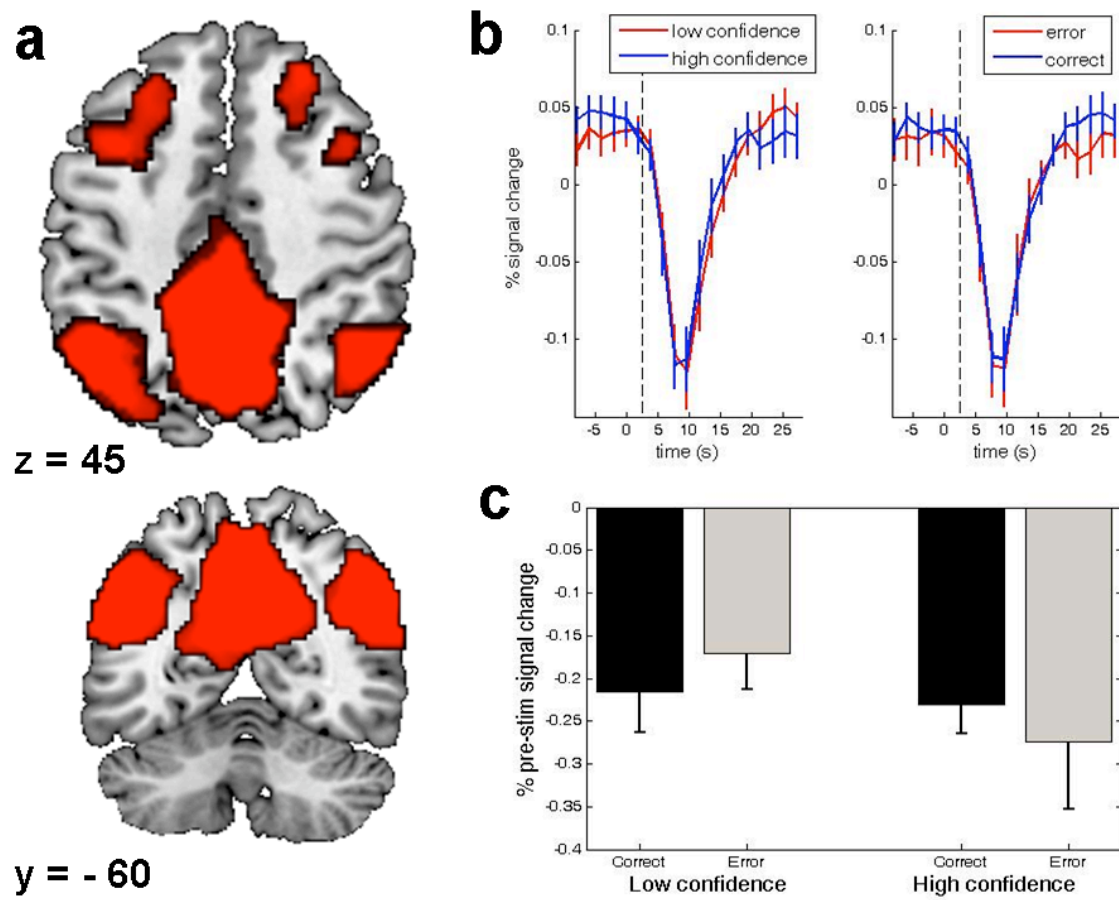 a
z = 45
y = - 60
b
low confidence
high confidence
0.1
0.05
0
-0.05
-0.1
% signal change
-5 0 5 10 15 20 25
time (s)
error
correct
0.1
0.05
0
-0.05
-0.1
-5 0 5 10 15 20 25
time (s)
c
0
-0.05
-0.1
-0.15
-0.2
-0.25
-0.3
-0.35
-0.4
% pre-stim signal change
Correct Error Correct Error
Low confidence High confidence